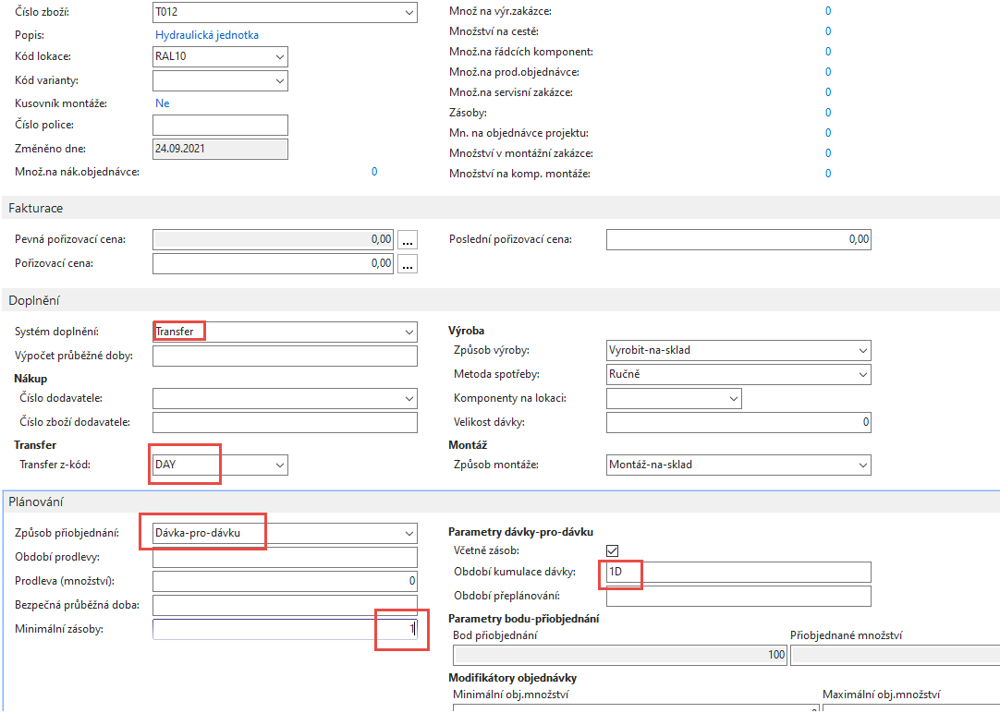 Číslo zboží: T012
Popis: Hydraulická jednotka
Kód lokace: RAL10
Kód varianty:
Kusovník montáže: Ne
Číslo police:
Změněno dne: 24.09.2021
Množ.na nák.objednávce: 0
Množ na výr.zakázce: 0
Množství na cestě: 0
Množ.na řádcích komponent: 0
Množ.na prod.objednávce: 0
Množ.na servisní zakázce: 0
Zásoby: 0
Mn. na objednávce projektu: 0
Množství v montážní zakázce: 0
Množství na komp. montáže: 0
Fakturace
Pevná pořizovací cena: 0,00 ...
Pořizovací cena: 0,00 ...
Poslední pořizovací cena: 0,00
Doplnění
Systém doplnění: Transfer
Výpočet průběžné doby:
Nákup
Číslo dodavatele:
Číslo zboží dodavatele:
Transfer
Transfer z-kód: DAY
Výroba
Způsob výroby: Vyrobit-na-sklad
Metoda spotřeby: Ručně
Komponenty na lokaci:
Velikost dávky: 0
Montáž
Způsob montáže: Montáž-na-sklad
Plánování
Způsob přiobjednání: Dávka-pro-dávku
Období prodlevy:
Prodleva (množství): 0
Bezpečná průběžná doba:
Minimální zásoby: 1
Parametry dávky-pro-dávku
Včetně zásob:
Období kumulace dávky: 1D
Období přeplánování:
Parametry bodu-přiobjednání
Bod přiobjednání Přiobjednané množství
100
Modifikátory objednávky
Minimální obj.množství Maximální obj.množství